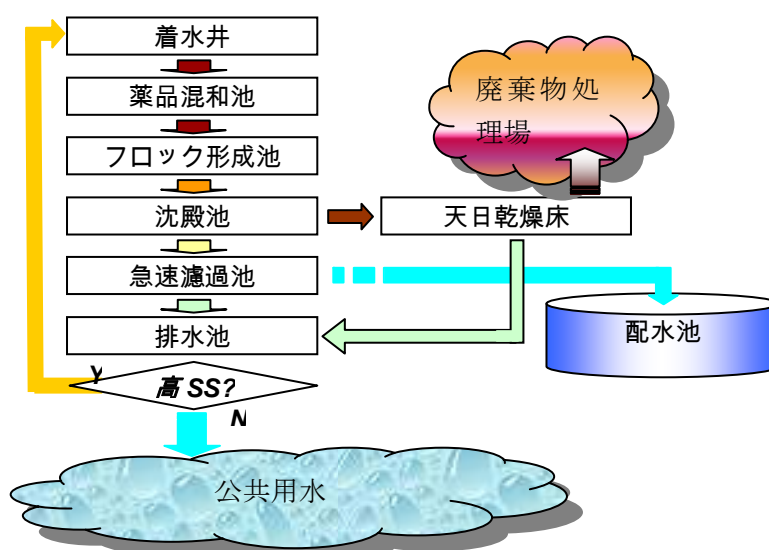 着水井
薬品混和池
フロック形成池
沈殿池
急速濾過池
排水池
Y
高 SS?
N
公共用水
廃棄物処
理場
天日乾燥床
配水池